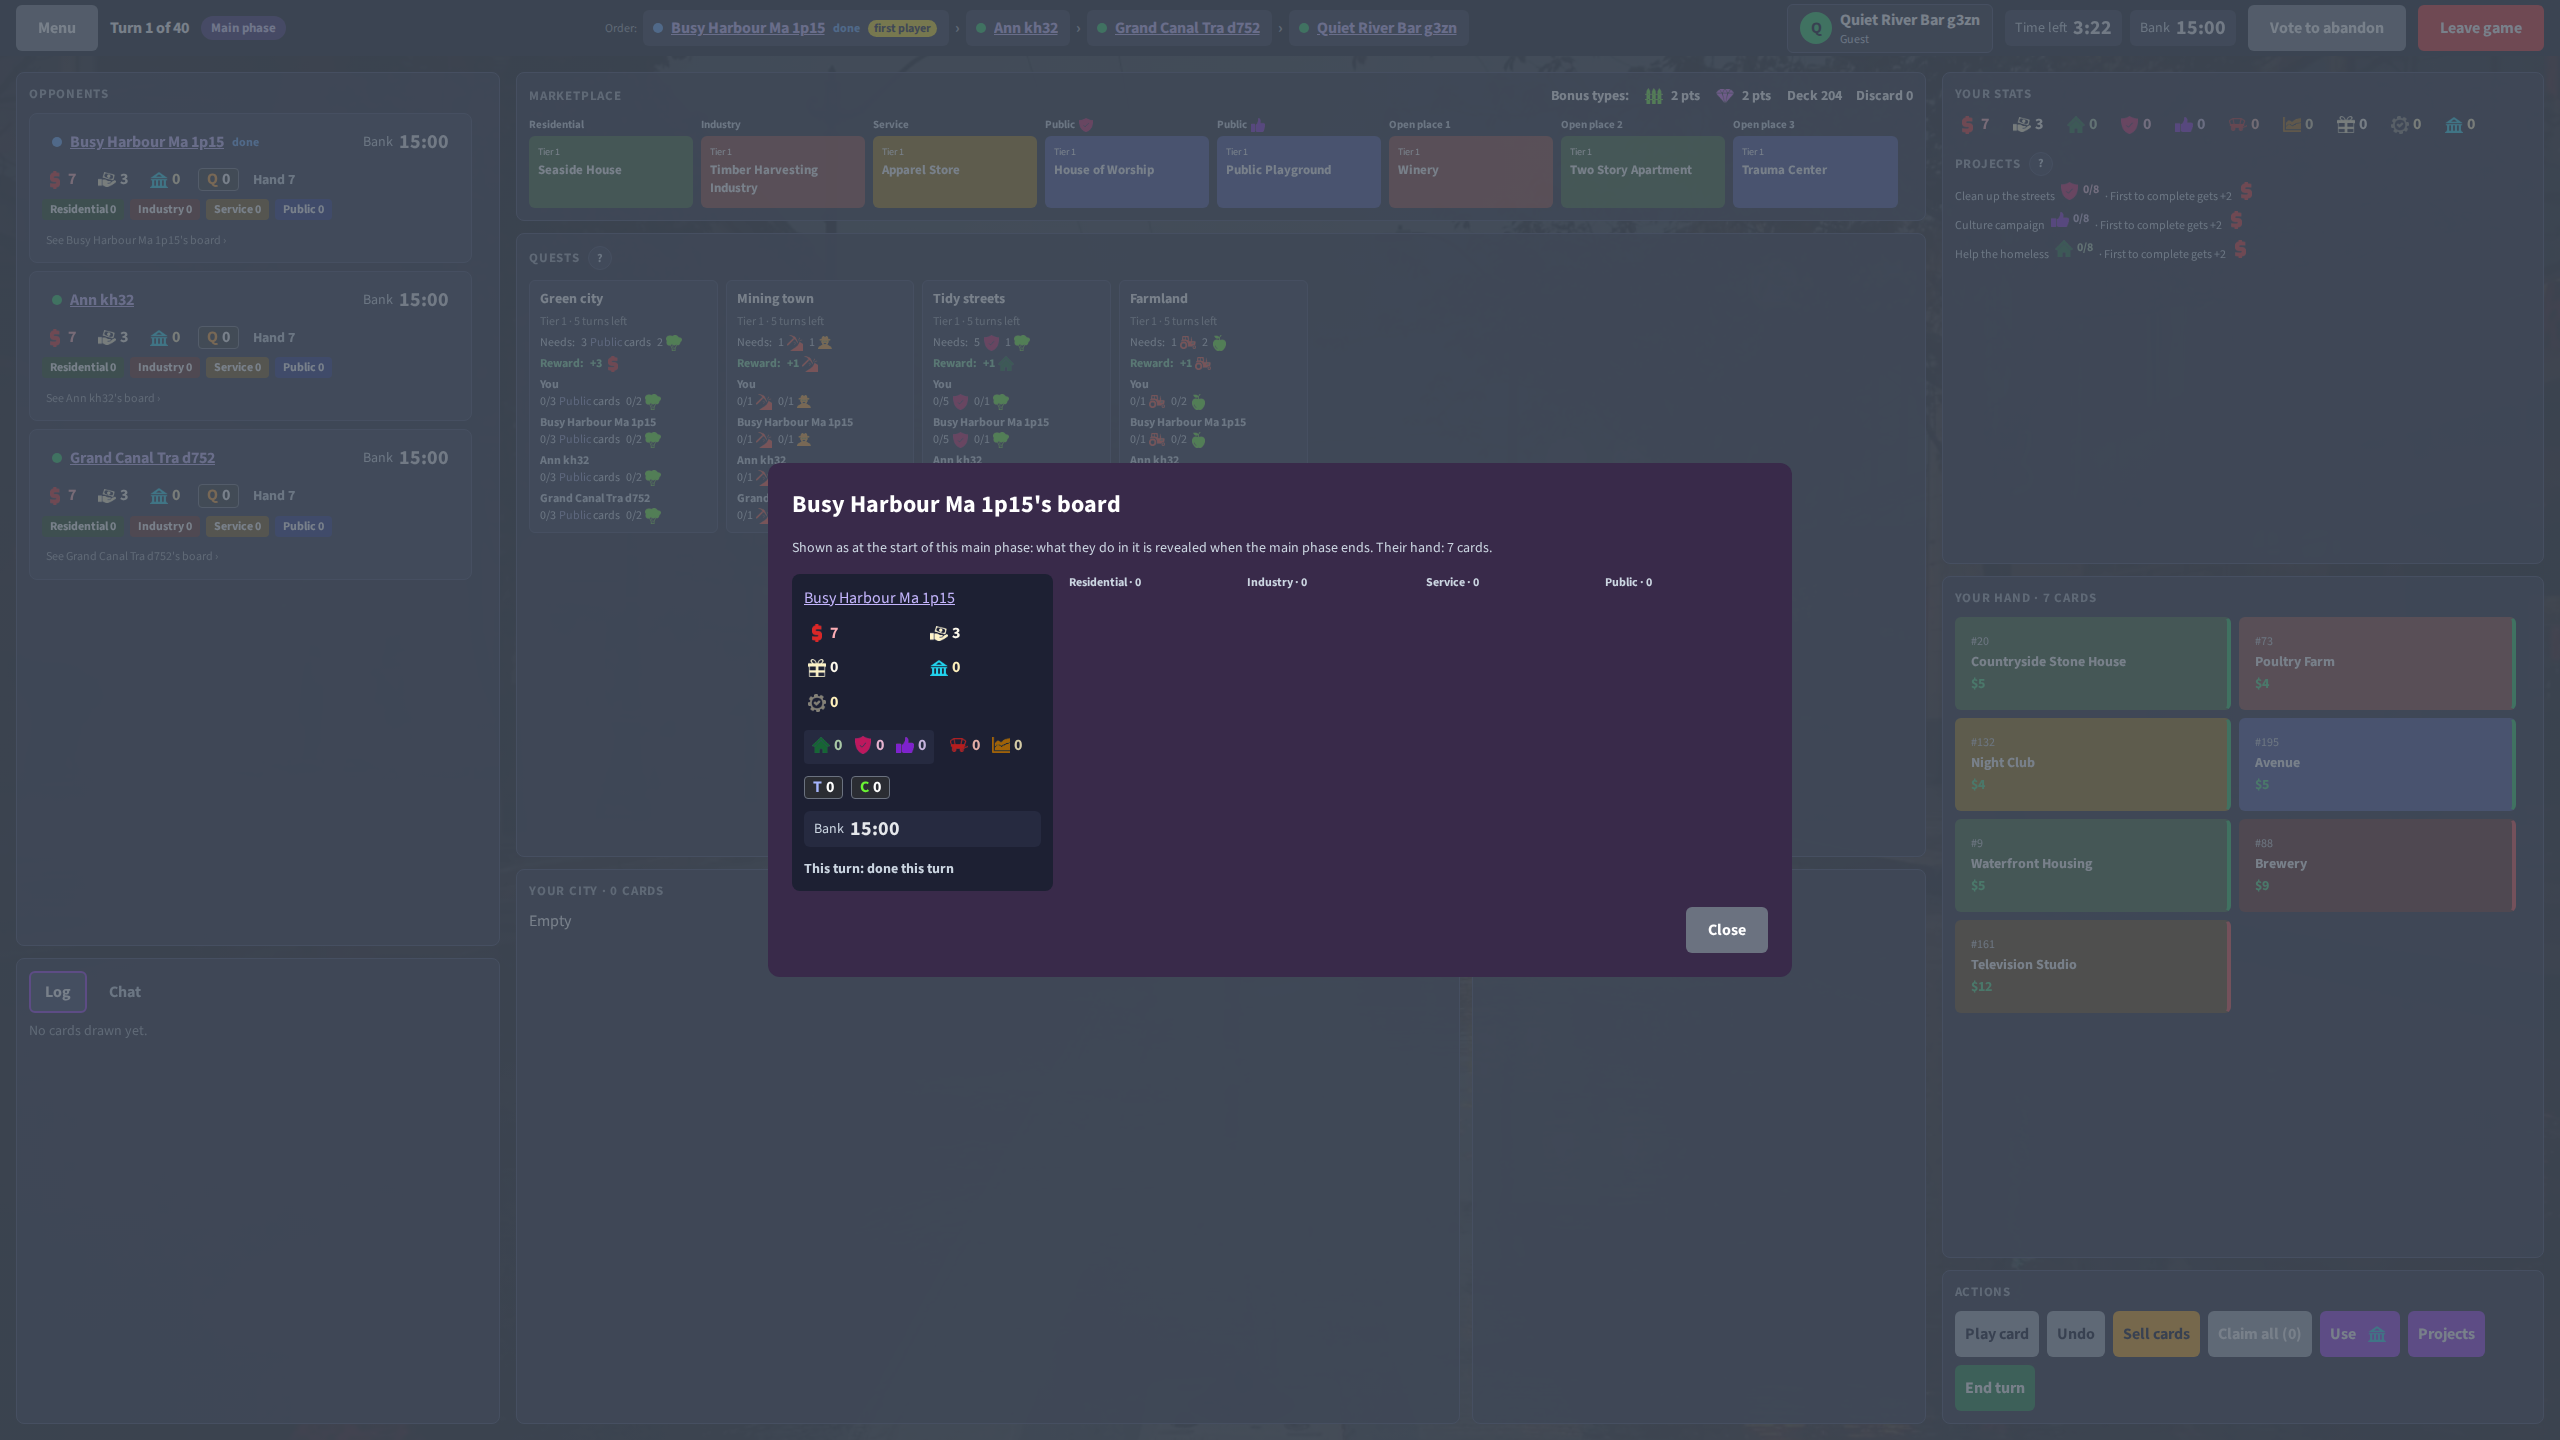 Menu Turn 1 of 40 Main phase Order: Busy Harbour Ma 1p15 done first player › Ann kh32 › Grand Canal Tra d752 › Quiet River Bar g3zn Q Quiet River Bar g3zn Guest Time left 3:22 Bank 15:00 Vote to abandon Leave game
OPPONENTS
Busy Harbour Ma 1p15 done Bank 15:00
7 3 0 Q 0 Hand 7
Residential 0 Industry 0 Service 0 Public 0
See Busy Harbour Ma 1p15's board ›
Ann kh32 Bank 15:00
7 3 0 Q 0 Hand 7
Residential 0 Industry 0 Service 0 Public 0
See Ann kh32's board ›
Grand Canal Tra d752 Bank 15:00
7 3 0 Q 0 Hand 7
Residential 0 Industry 0 Service 0 Public 0
See Grand Canal Tra d752's board ›
Log Chat
No cards drawn yet.
MARKETPLACE Bonus types: 2 pts 2 pts Deck 204 Discard 0
Residential Industry Service Public Public Open place 1 Open place 2 Open place 3
Tier 1 Tier 1 Tier 1 Tier 1 Tier 1 Tier 1 Tier 1 Tier 1
Seaside House Timber Harvesting Apparel Store House of Worship Public Playground Winery Two Story Apartment Trauma Center
Industry
QUESTS ?
Green city Mining town Tidy streets Farmland
Tier 1 · 5 turns left Tier 1 · 5 turns left Tier 1 · 5 turns left Tier 1 · 5 turns left
Needs: 3 Public cards 2 Needs: 1 1 Needs: 5 1 Needs: 1 2
Reward: +3 Reward: +1 Reward: +1 Reward: +1
You You You You
0/3 Public cards 0/2 0/1 0/1 0/5 0/1 0/1 0/2
Busy Harbour Ma 1p15 Busy Harbour Ma 1p15 Busy Harbour Ma 1p15 Busy Harbour Ma 1p15
0/3 Public cards 0/2 0/1 0/1 0/5 0/1 0/1 0/2
Ann kh32 Ann kh32 Ann kh32 Ann kh32
0/3 Public cards 0/2 0/1
Grand Canal Tra d752 Grand
0/3 Public cards 0/2 0/1
YOUR CITY · 0 CARDS
Empty
Busy Harbour Ma 1p15's board
Shown as at the start of this main phase: what they do in it is revealed when the main phase ends. Their hand: 7 cards.
Busy Harbour Ma 1p15 Residential · 0 Industry · 0 Service · 0 Public · 0
7 3
0 0
0
0 0 0 0 0
T 0 C 0
Bank 15:00
This turn: done this turn
Close
YOUR STATS
7 3 0 0 0 0 0 0 0 0
PROJECTS ?
Clean up the streets 0/8 · First to complete gets +2
Culture campaign 0/8 · First to complete gets +2
Help the homeless 0/8 · First to complete gets +2
YOUR HAND · 7 CARDS
#20 #73
Countryside Stone House Poultry Farm
$5 $4
#132 #195
Night Club Avenue
$4 $5
#9 #88
Waterfront Housing Brewery
$5 $9
#161
Television Studio
$12
ACTIONS
Play card Undo Sell cards Claim all (0) Use Projects
End turn